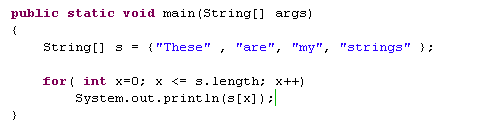 public static void main(String[] args)
{
String[] s = {"These" , "are", "my", "strings" };
for( int x=0; x <= s.length; x++)
System.out.println(s[x]);
}